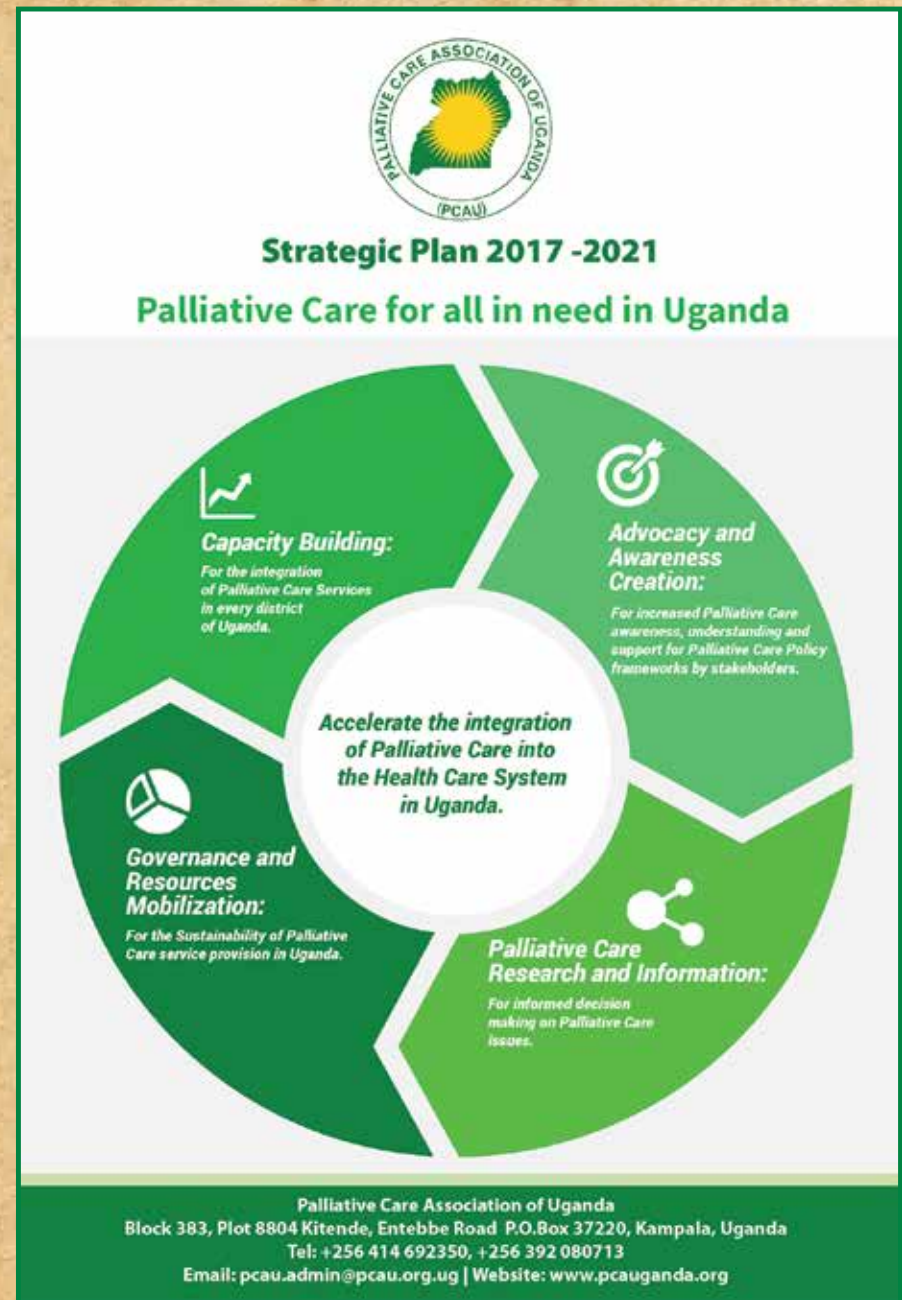 PALLIATIVE CARE ASSOCIATION OF UGANDA
(PCAU)
Strategic Plan 2017 -2021
Palliative Care for all in need in Uganda
Capacity Building:
For the integration
of Palliative Care Services
in every district
of Uganda.
Advocacy and
Awareness
Creation:
For increased Palliative Care
awareness, understanding and
support for Palliative Care Policy
frameworks by stakeholders.
Accelerate the integration
of Palliative Care into
the Health Care System
in Uganda.
Governance and
Resources
Mobilization:
For the Sustainability of Palliative
Care service provision in Uganda.
Palliative Care
Research and Information:
For informed decision
making on Palliative Care
issues.
Palliative Care Association of Uganda
Block 383, Plot 8804 Kitende, Entebbe Road P.O.Box 37220, Kampala, Uganda
Tel: +256 414 692350, +256 392 080713
Email: pcau.admin@pcau.org.ug | Website: www.pcauganda.org